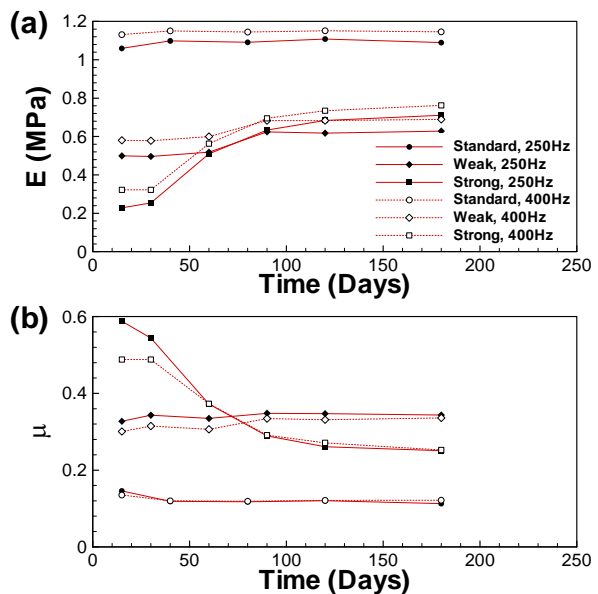 (a)
E (MPa)
1.2
1
0.8
0.6
0.4
0.2
0
Standard, 250Hz
Weak, 250Hz
Strong, 250Hz
Standard, 400Hz
Weak, 400Hz
Strong, 400Hz
0 50 100 150 200 250
Time (Days)
(b)
μ
0.6
0.4
0.2
0
0 50 100 150 200 250
Time (Days)